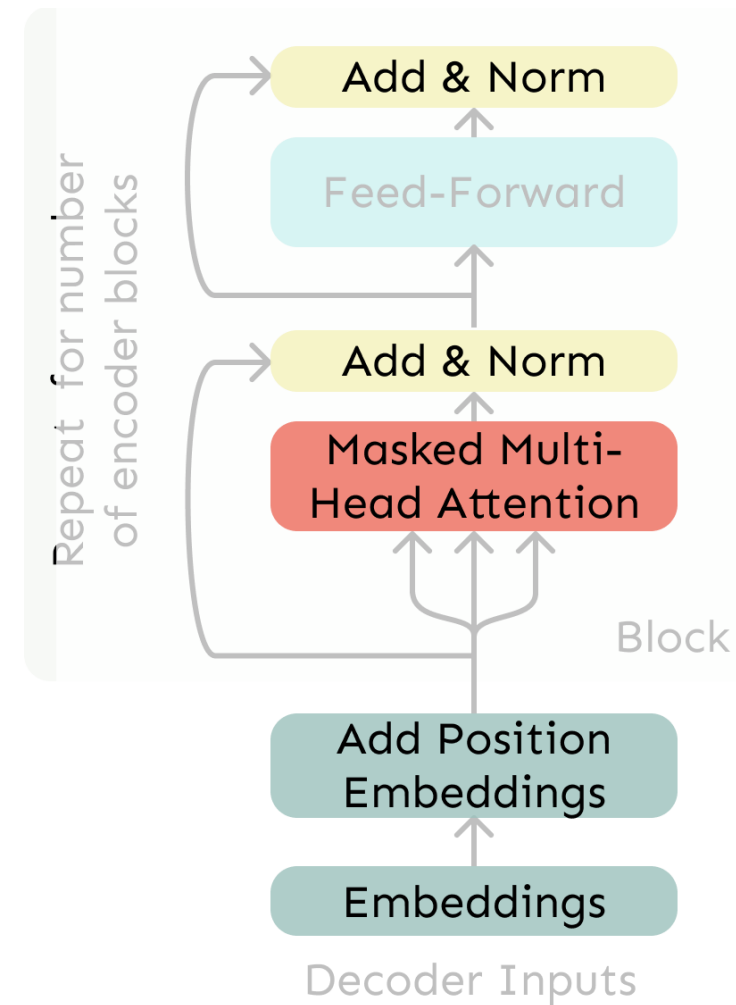 Add & Norm
Feed-Forward
Repeat for number
of encoder blocks
Add & Norm
Masked Multi-
Head Attention
Block
Add Position
Embeddings
Embeddings
Decoder Inputs